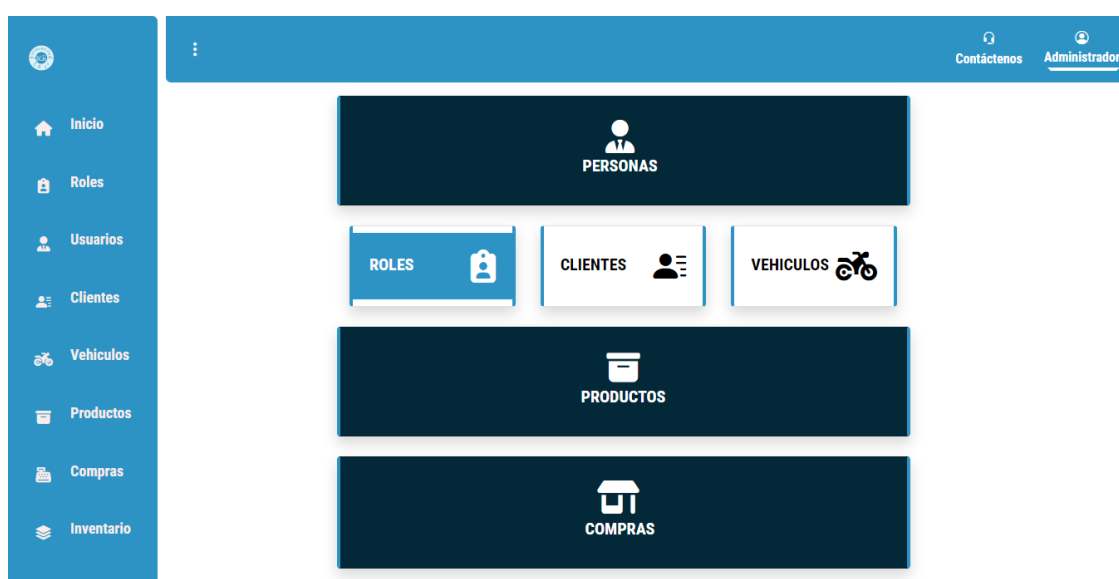 Contáctenos
Administrador
Inicio
Roles
Usuarios
Clientes
Vehiculos
Productos
Compras
Inventario
PERSONAS
ROLES
CLIENTES
VEHICULOS
PRODUCTOS
COMPRAS